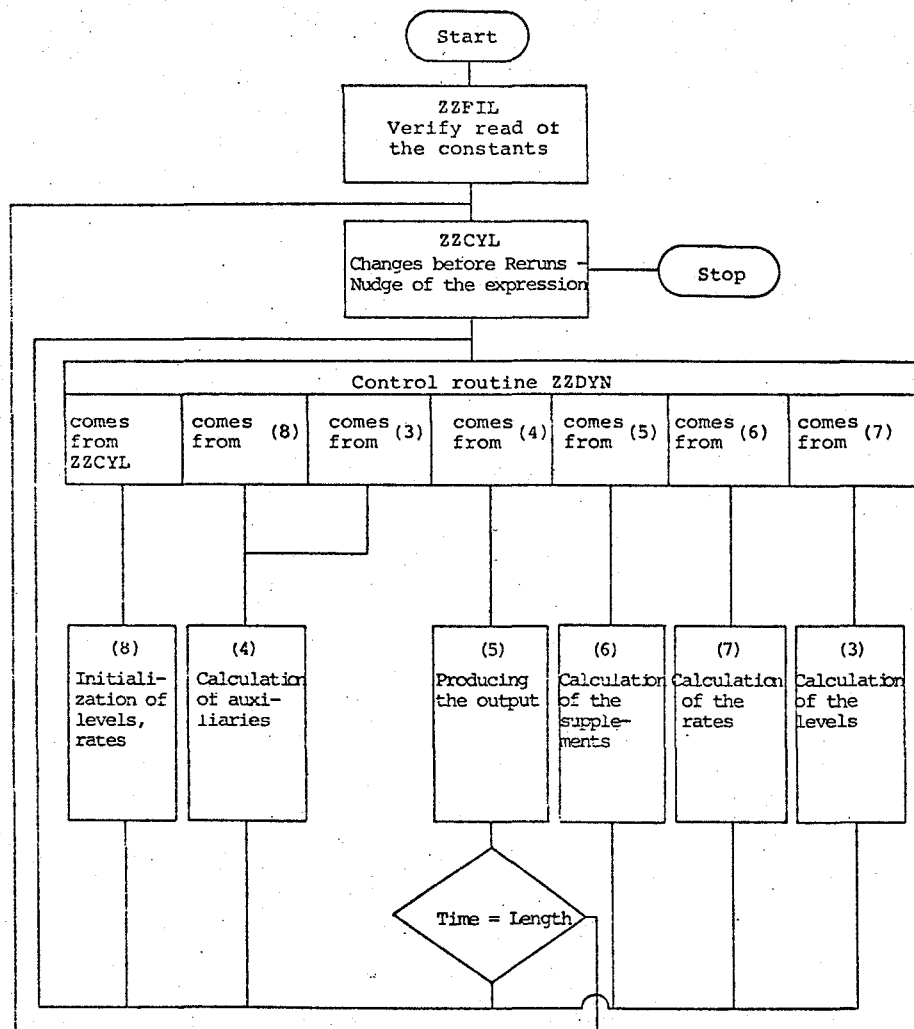 Start
ZZFIL
Verify read of
the constants
ZZCYL
Changes before Reruns -
Nudge of the expression
Stop
Control routine ZZDYN
comes
from
ZZCYL
comes
from (8)
comes
from (3)
comes
from (4)
comes
from (5)
comes
from (6)
comes
from (7)
(8)
Initiali-
zation of
levels,
rates
(4)
Calculation
of auxi-
liaries
(5)
Producing
the output
(6)
Calculation
of the
supple-
ments
(7)
Calculation
of the
rates
(3)
Calculation
of the
levels
Time = Length